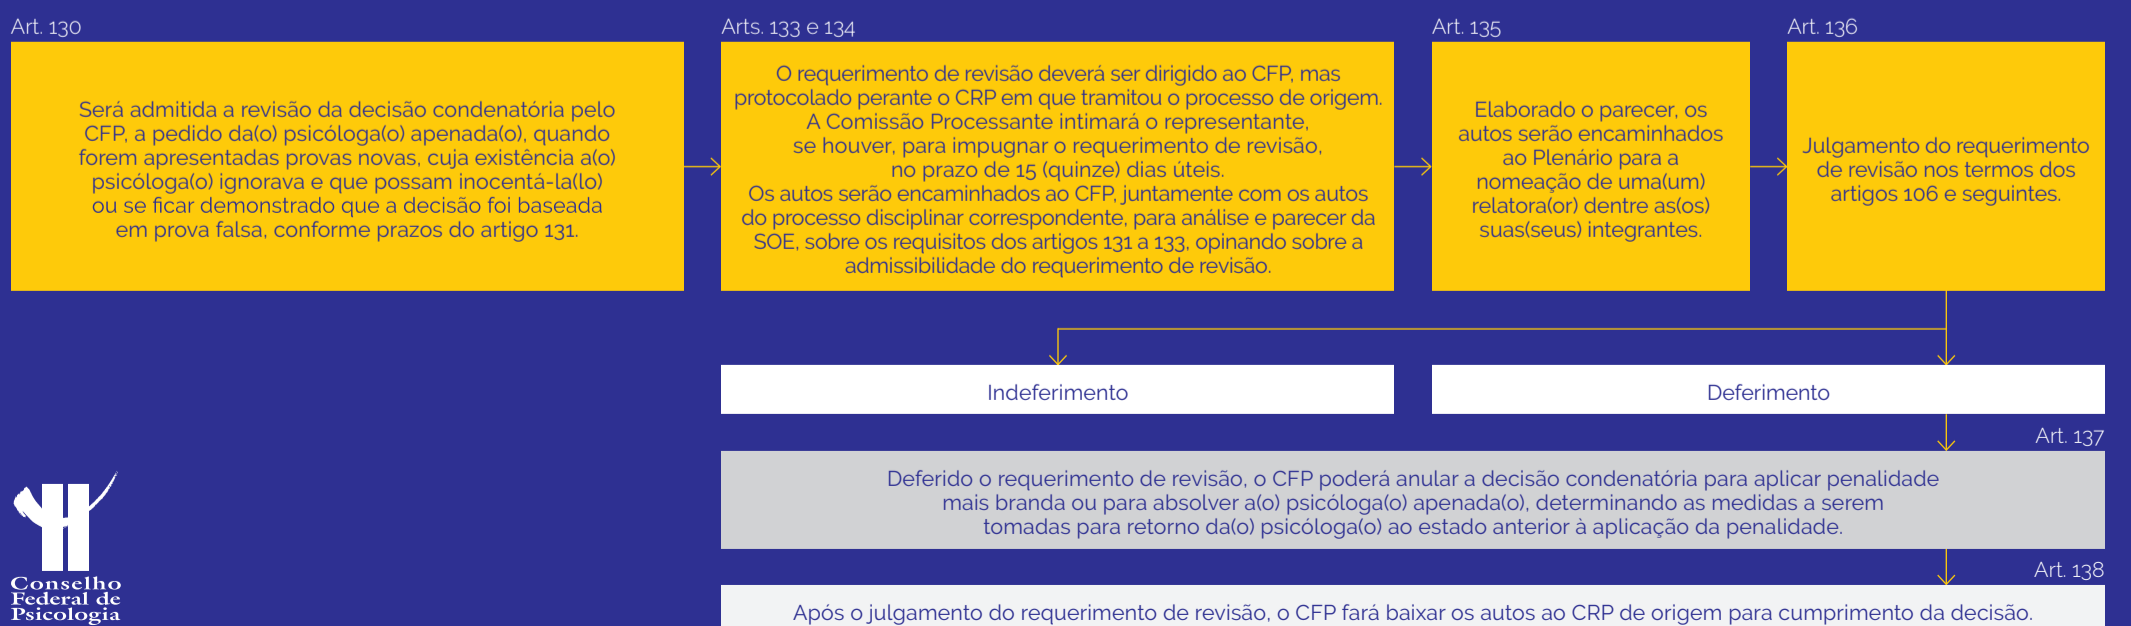 Art. 130
Será admitida a revisão da decisão condenatória pelo
CFP, a pedido da(o) psicóloga(o) apenada(o), quando
forem apresentadas provas novas, cuja existência a(o)
psicóloga(o) ignorava e que possam inocentá-la(lo)
ou se ficar demonstrado que a decisão foi baseada
em prova falsa, conforme prazos do artigo 131.
Arts. 133 e 134
O requerimento de revisão deverá ser dirigido ao CFP, mas
protocolado perante o CRP em que tramitou o processo de origem.
A Comissão Processante intimará o representante,
se houver, para impugnar o requerimento de revisão,
no prazo de 15 (quinze) dias úteis.
Os autos serão encaminhados ao CFP, juntamente com os autos
do processo disciplinar correspondente, para análise e parecer da
SOE, sobre os requisitos dos artigos 131 a 133, opinando sobre a
admissibilidade do requerimento de revisão.
Art. 135
Elaborado o parecer, os
autos serão encaminhados
ao Plenário para a
nomeação de uma(um)
relatora(or) dentre as(os)
suas(seus) integrantes.
Art. 136
Julgamento do requerimento
de revisão nos termos dos
artigos 106 e seguintes.
Indeferimento
Deferimento
Art. 137
Deferido o requerimento de revisão, o CFP poderá anular a decisão condenatória para aplicar penalidade
mais branda ou para absolver a(o) psicóloga(o) apenada(o), determinando as medidas a serem
tomadas para retorno da(o) psicóloga(o) ao estado anterior à aplicação da penalidade.
Art. 138
Após o julgamento do requerimento de revisão, o CFP fará baixar os autos ao CRP de origem para cumprimento da decisão.
Conselho
Federal de
Psicologia